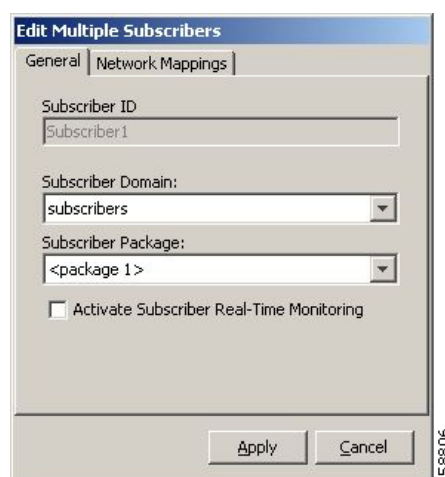 Edit Multiple Subscribers
General
Network Mappings
Subscriber ID
Subscriber1
Subscriber Domain:
subscribers
Subscriber Package:
<package 1>
Activate Subscriber Real-Time Monitoring
Apply
Cancel
58806